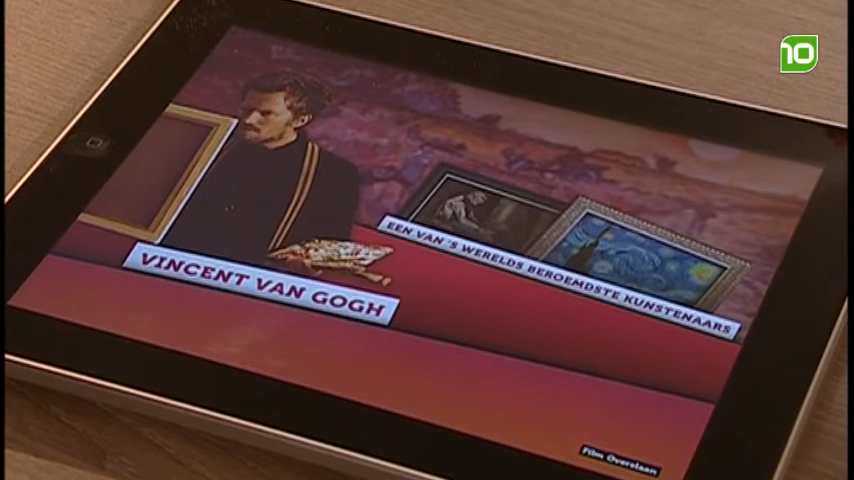 10
EEN VAN 'S WERELDS BEROEMDSTE KUNSTENAARS
VINCENT VAN GOGH
Film Overslaan